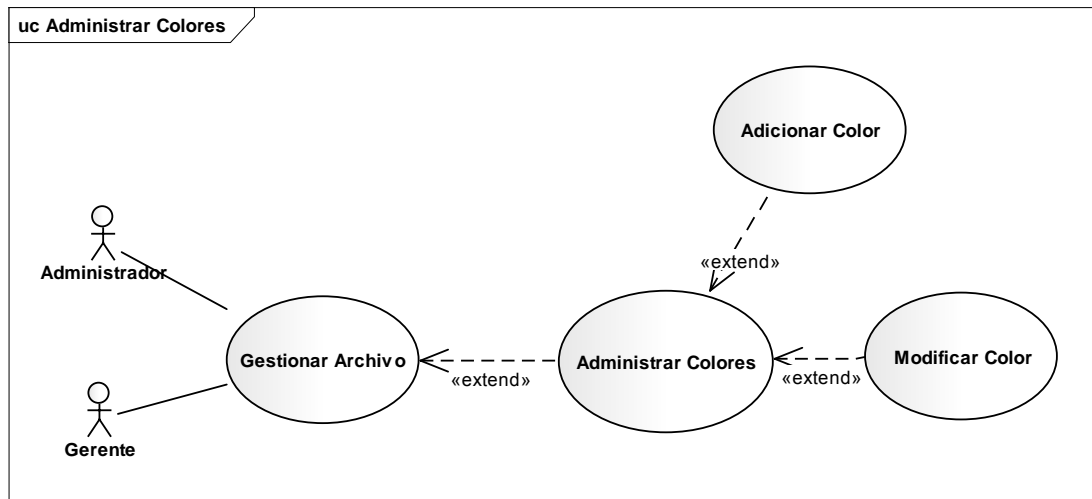 uc Administrar Colores
Adicionar Color
Administrador
«extend»
Gestionar Archivo
«extend»
Administrar Colores
«extend»
Modificar Color
Gerente